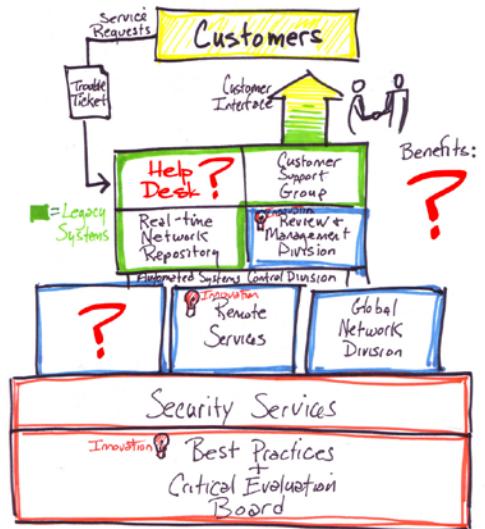 Service
Requests
Customers
Trouble
Ticket
Customer
Interface
Benefits:
?
Help
Desk?
Customer
Support
Group
= Legacy
Systems
Real-time
Network
Repository
Innovation
Review +
Management
Division
Automated Systems Control Division
?
Innovation
Remote
Services
Global
Network
Division
Security Services
Innovation
Best Practices
+
Critical Evaluation
Board